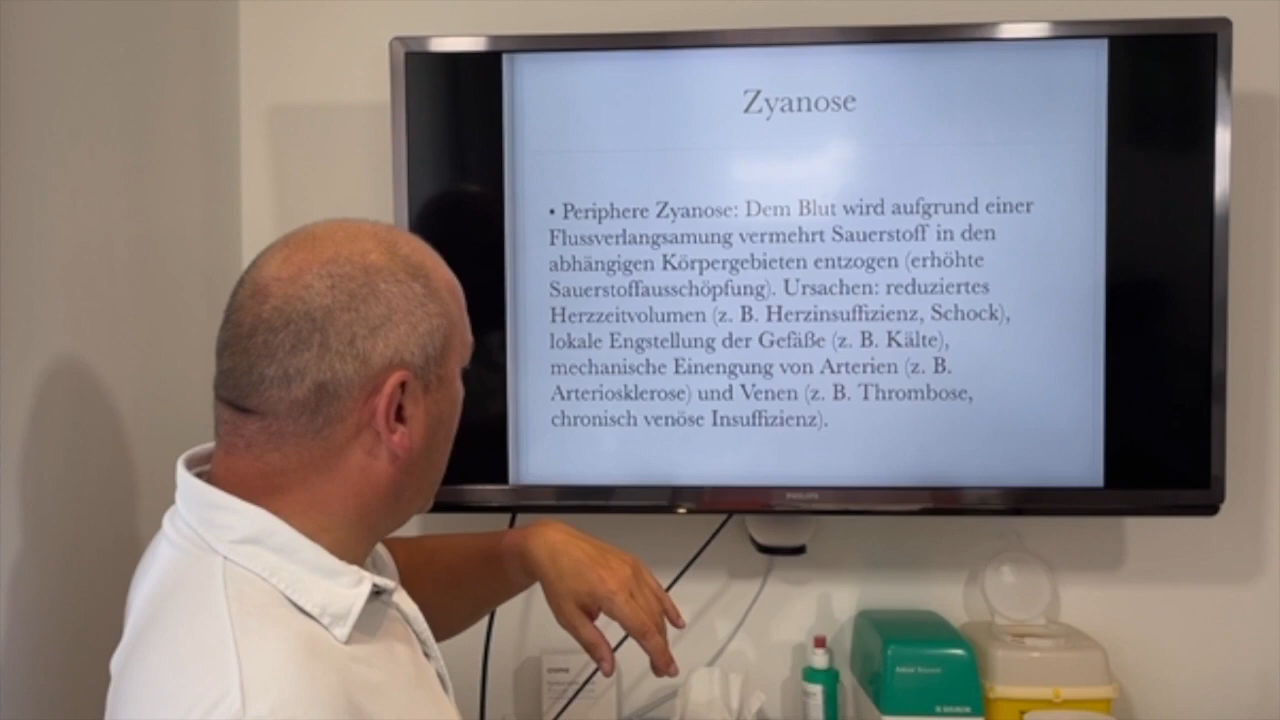 Zyanose
• Periphere Zyanose: Dem Blut wird aufgrund einer
Flussverlangsamung vermehrt Sauerstoff in den
abhängigen Körpergebieten entzogen (erhöhte
Sauerstoffausschöpfung). Ursachen: reduziertes
Herzzeitvolumen (z. B. Herzinsuffizienz, Schock),
lokale Engstellung der Gefäße (z. B. Kälte),
mechanische Einengung von Arterien (z. B.
Arteriosklerose) und Venen (z. B. Thrombose,
chronisch venöse Insuffizienz).
PHILIPS